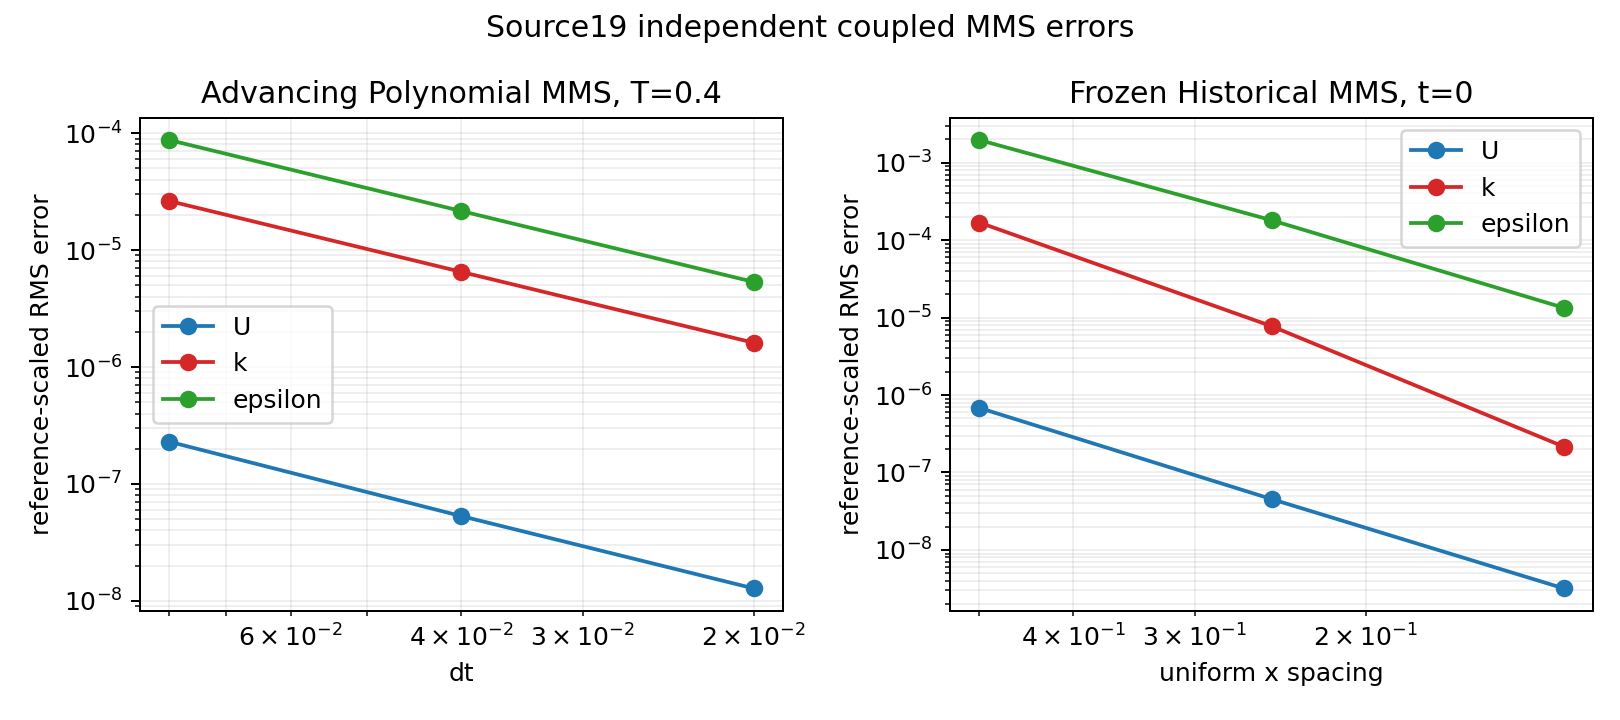 Source19 independent coupled MMS errors
Advancing Polynomial MMS, T=0.4
reference-scaled RMS error
10⁻⁴
10⁻⁵
10⁻⁶
10⁻⁷
10⁻⁸
U
k
epsilon
6 × 10⁻²
4 × 10⁻²
3 × 10⁻²
2 × 10⁻²
dt
Frozen Historical MMS, t=0
reference-scaled RMS error
10⁻³
10⁻⁴
10⁻⁵
10⁻⁶
10⁻⁷
10⁻⁸
U
k
epsilon
4 × 10⁻¹
3 × 10⁻¹
2 × 10⁻¹
uniform x spacing